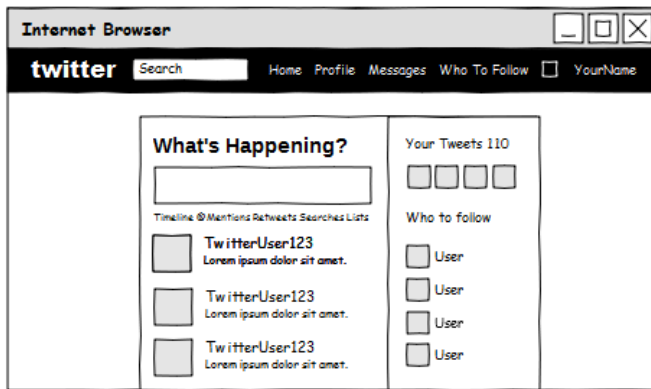 Internet Browser
twitter Search Home Profile Messages Who To Follow YourName
What's Happening?
Timeline @Mentions Retweets Searches Lists
TwitterUser123
Lorem ipsum dolor sit amet.
TwitterUser123
Lorem ipsum dolor sit amet.
TwitterUser123
Lorem ipsum dolor sit amet.
Your Tweets 110
Who to follow
User
User
User
User